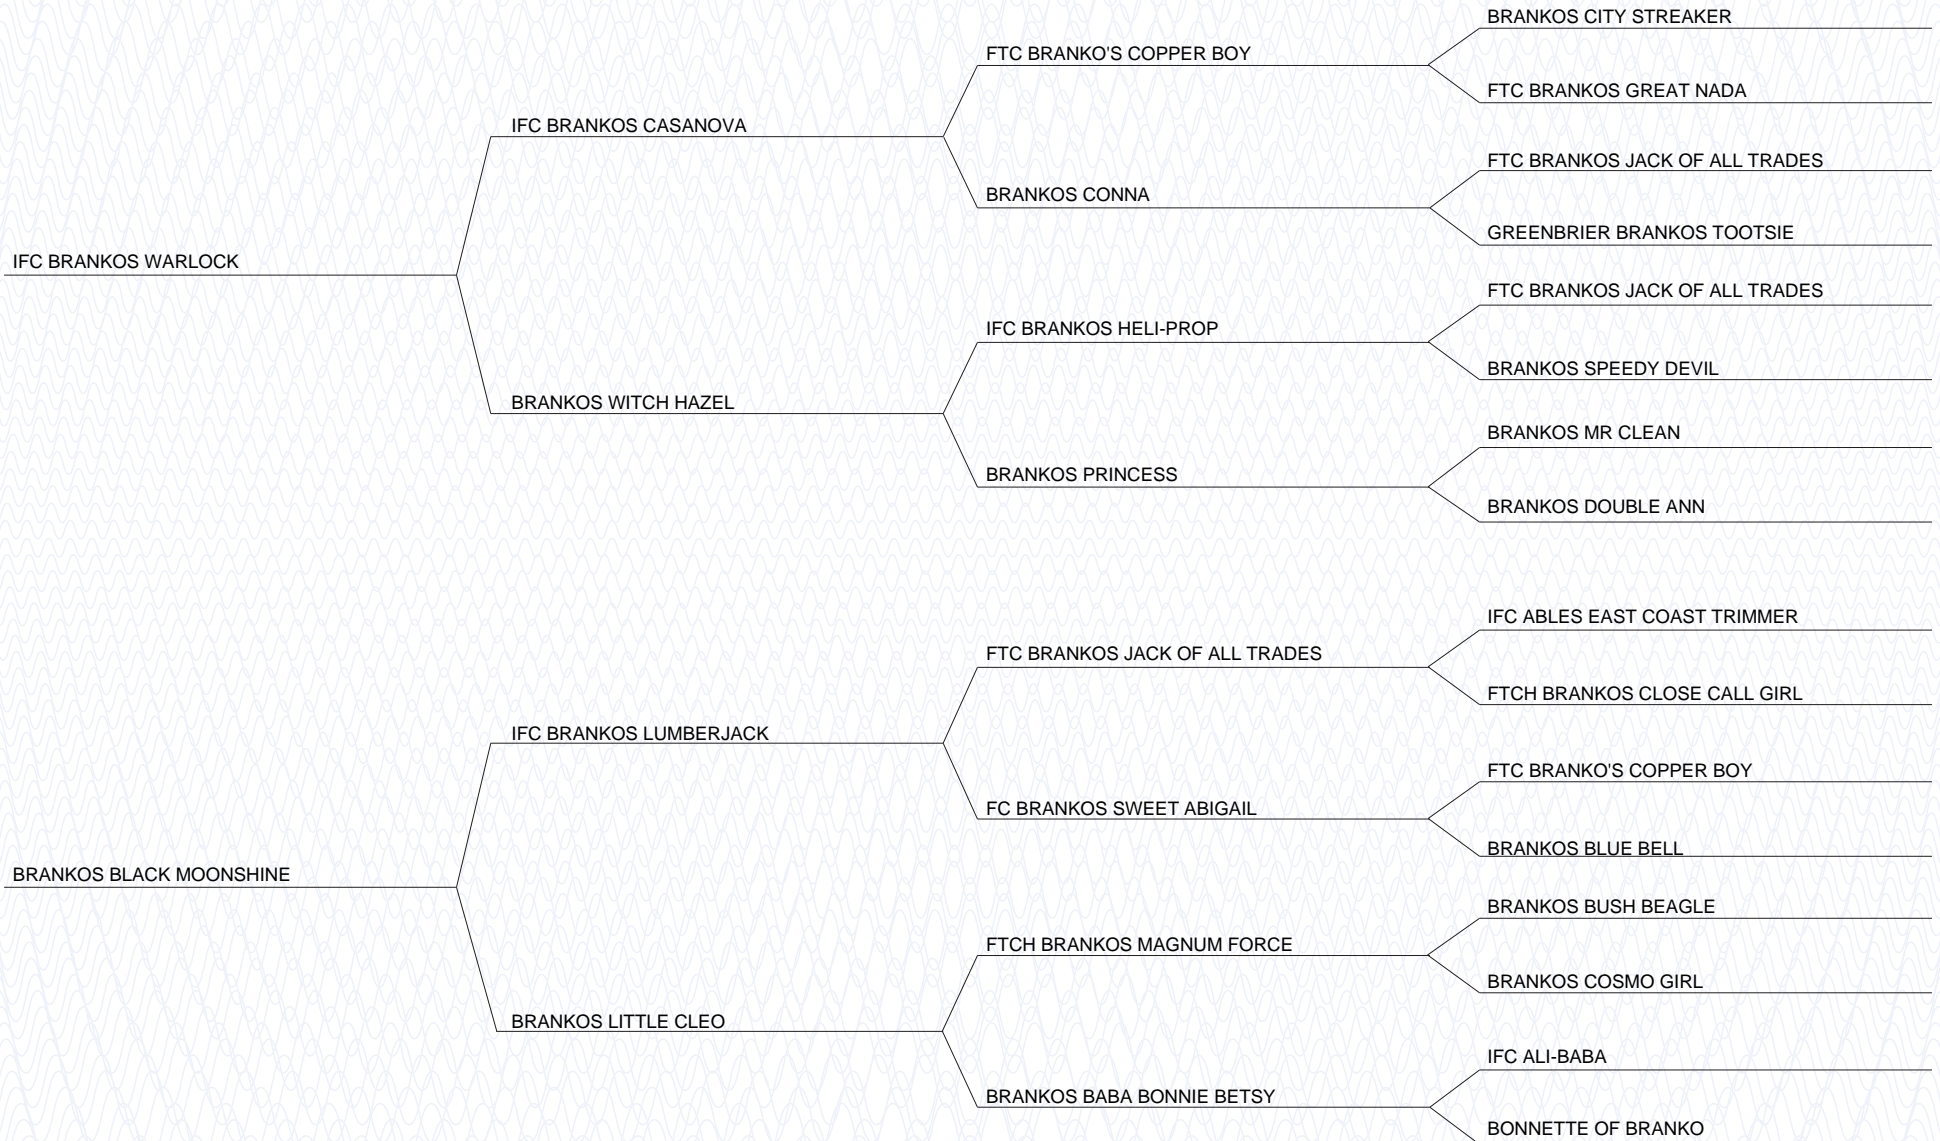 BRANKOS CITY STREAKER
FTC BRANKO'S COPPER BOY
FTC BRANKOS GREAT NADA
IFC BRANKOS CASANOVA
FTC BRANKOS JACK OF ALL TRADES
BRANKOS CONNA
GREENBRIER BRANKOS TOOTSIE
IFC BRANKOS WARLOCK
FTC BRANKOS JACK OF ALL TRADES
IFC BRANKOS HELI-PROP
BRANKOS SPEEDY DEVIL
BRANKOS WITCH HAZEL
BRANKOS MR CLEAN
BRANKOS PRINCESS
BRANKOS DOUBLE ANN
IFC ABLES EAST COAST TRIMMER
FTC BRANKOS JACK OF ALL TRADES
FTCH BRANKOS CLOSE CALL GIRL
IFC BRANKOS LUMBERJACK
FTC BRANKO'S COPPER BOY
FC BRANKOS SWEET ABIGAIL
BRANKOS BLUE BELL
BRANKOS BLACK MOONSHINE
BRANKOS BUSH BEAGLE
FTCH BRANKOS MAGNUM FORCE
BRANKOS COSMO GIRL
BRANKOS LITTLE CLEO
IFC ALI-BABA
BRANKOS BABA BONNIE BETSY
BONNETTE OF BRANKO